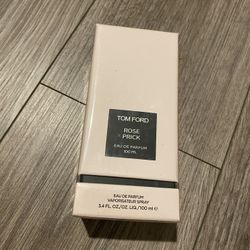 TOM FORD
ROSE
PRICK
EAU DE PARFUM
100 ML
EAU DE PARFUM
VAPORISATEUR SPRAY
3.4 FL. OZ./OZ. LIQ./100 ml ℮